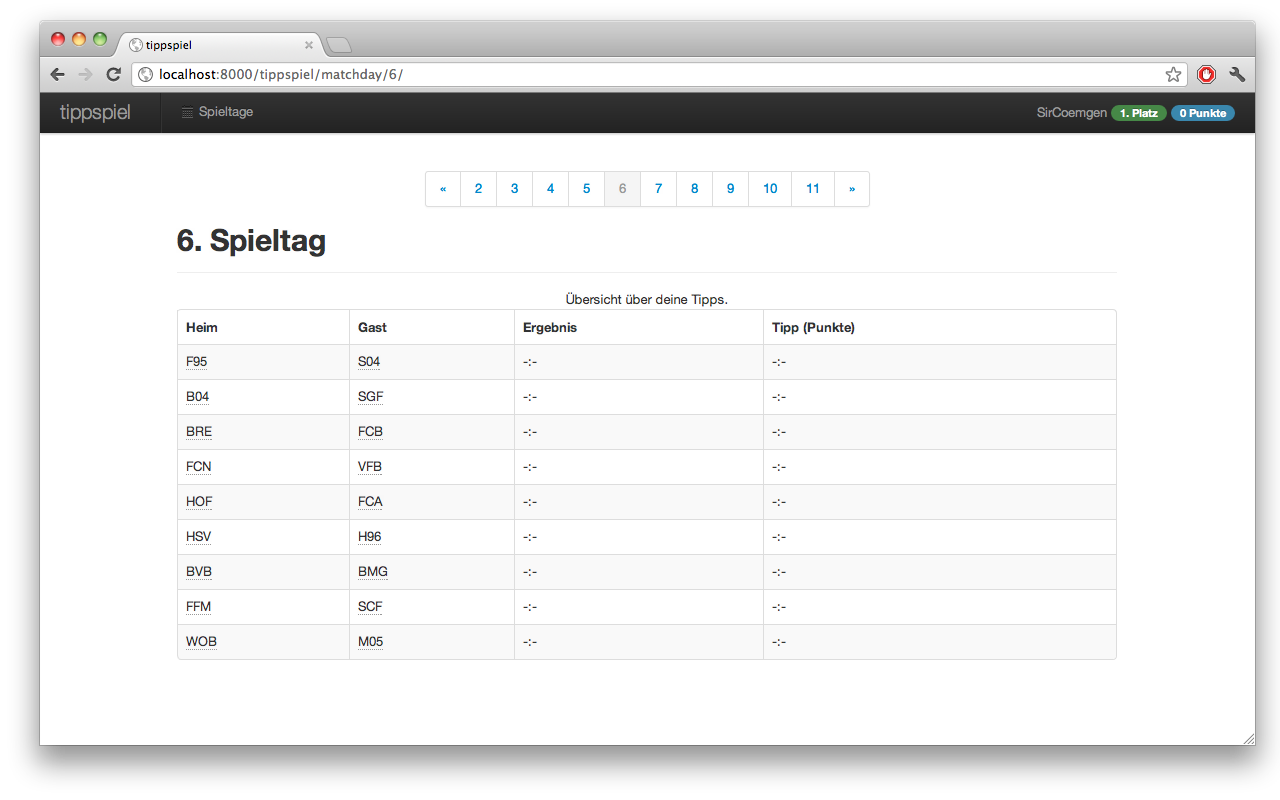 tippspiel
localhost:8000/tippspiel/matchday/6/
tippspiel Spieltage SirCoemgen 1. Platz 0 Punkte
« 2 3 4 5 6 7 8 9 10 11 »
6. Spieltag
Übersicht über deine Tipps.
Heim Gast Ergebnis Tipp (Punkte)
F95 S04 -:- -:-
B04 SGF -:- -:-
BRE FCB -:- -:-
FCN VFB -:- -:-
HOF FCA -:- -:-
HSV H96 -:- -:-
BVB BMG -:- -:-
FFM SCF -:- -:-
WOB M05 -:- -:-